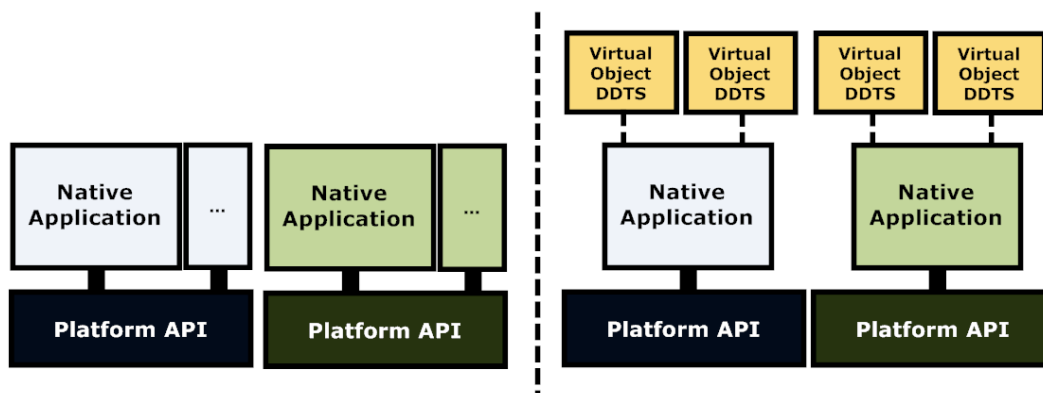 Native
Application
...
Platform API
Native
Application
...
Platform API
Virtual
Object
DDTS
Virtual
Object
DDTS
Native
Application
Platform API
Virtual
Object
DDTS
Virtual
Object
DDTS
Native
Application
Platform API